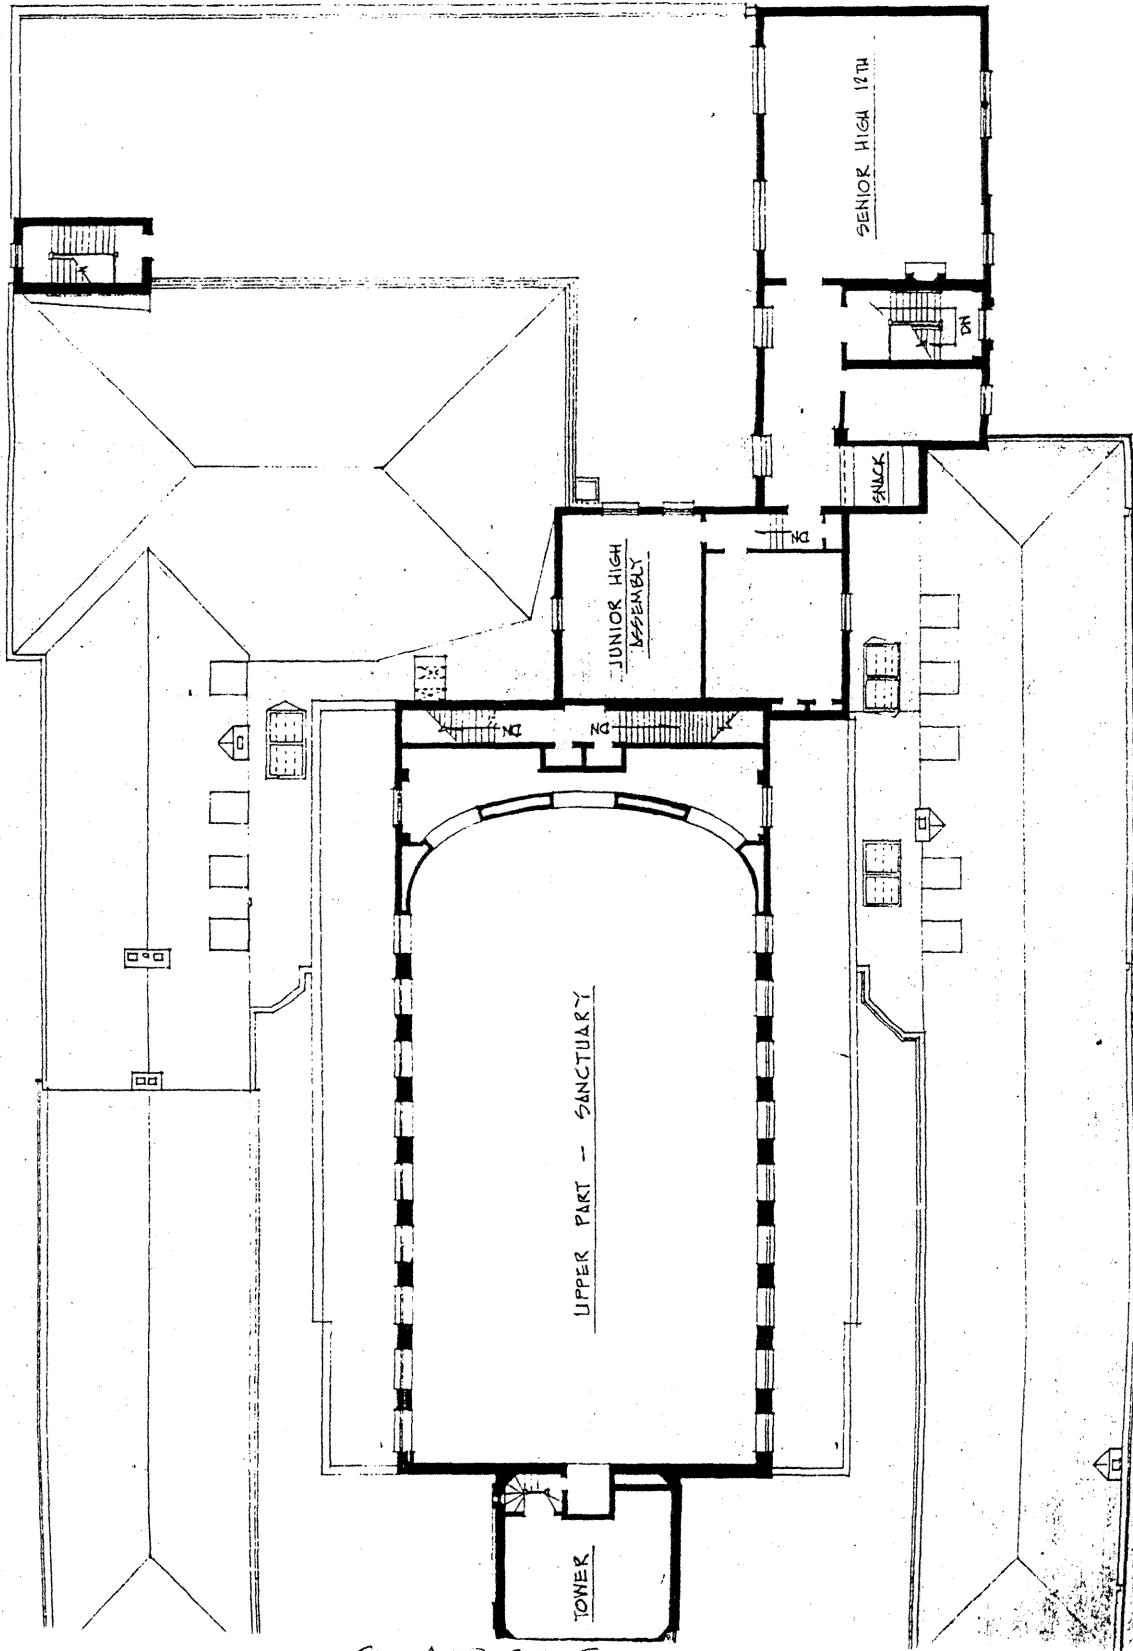 SENIOR HIGH 12TH
DN
SNACK
DN
JUNIOR HIGH
ASSEMBLY
DN
DN
UPPER PART -- SANCTUARY
TOWER